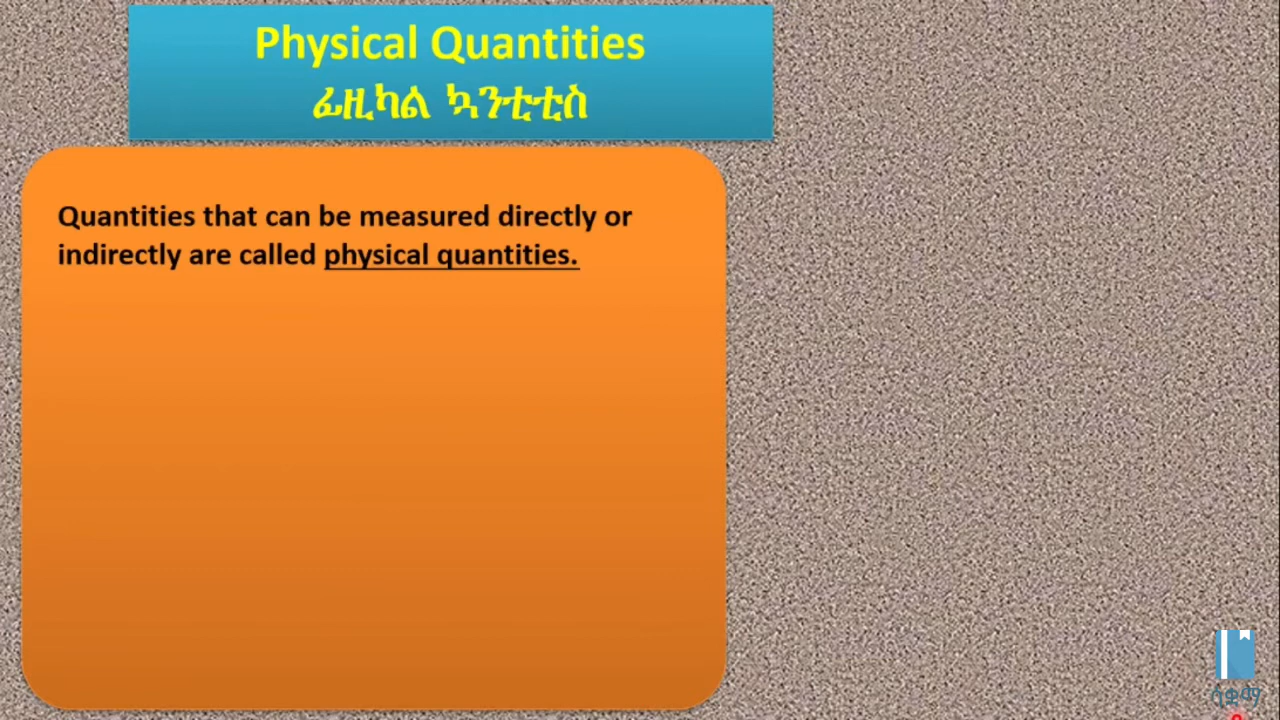 Physical Quantities
ፊዚካል ኳንቲቲስ
Quantities that can be measured directly or
indirectly are called physical quantities.